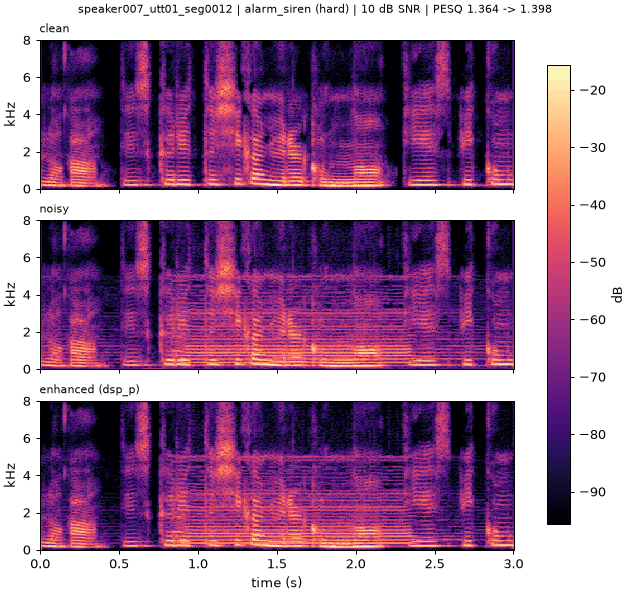 speaker007_utt01_seg0012 | alarm_siren (hard) | 10 dB SNR | PESQ 1.364 -> 1.398
clean
8
6
4
2
0
kHz
noisy
8
6
4
2
0
kHz
enhanced (dsp_p)
8
6
4
2
0
kHz
0.0 0.5 1.0 1.5 2.0 2.5 3.0
time (s)
−20
−30
−40
−50
−60
−70
−80
−90
dB